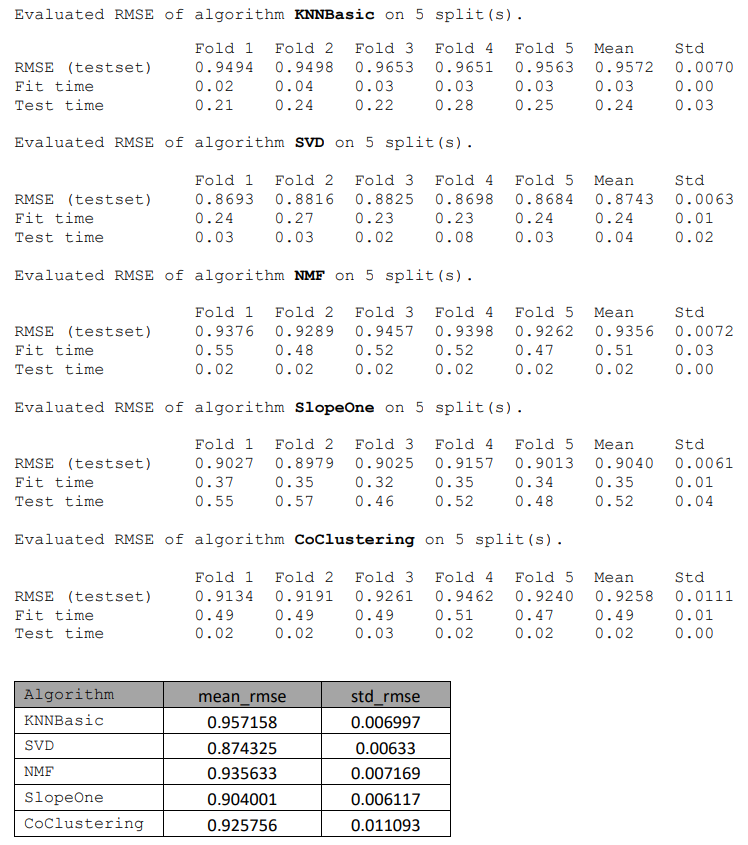 Evaluated RMSE of algorithm KNNBasic on 5 split(s).
Fold 1 Fold 2 Fold 3 Fold 4 Fold 5 Mean Std
RMSE (testset) 0.9494 0.9498 0.9653 0.9651 0.9563 0.9572 0.0070
Fit time 0.02 0.04 0.03 0.03 0.03 0.03 0.00
Test time 0.21 0.24 0.22 0.28 0.25 0.24 0.03
Evaluated RMSE of algorithm SVD on 5 split(s).
Fold 1 Fold 2 Fold 3 Fold 4 Fold 5 Mean Std
RMSE (testset) 0.8693 0.8816 0.8825 0.8698 0.8684 0.8743 0.0063
Fit time 0.24 0.27 0.23 0.23 0.24 0.24 0.01
Test time 0.03 0.03 0.02 0.08 0.03 0.04 0.02
Evaluated RMSE of algorithm NMF on 5 split(s).
Fold 1 Fold 2 Fold 3 Fold 4 Fold 5 Mean Std
RMSE (testset) 0.9376 0.9289 0.9457 0.9398 0.9262 0.9356 0.0072
Fit time 0.55 0.48 0.52 0.52 0.47 0.51 0.03
Test time 0.02 0.02 0.02 0.02 0.02 0.02 0.00
Evaluated RMSE of algorithm SlopeOne on 5 split(s).
Fold 1 Fold 2 Fold 3 Fold 4 Fold 5 Mean Std
RMSE (testset) 0.9027 0.8979 0.9025 0.9157 0.9013 0.9040 0.0061
Fit time 0.37 0.35 0.32 0.35 0.34 0.35 0.01
Test time 0.55 0.57 0.46 0.52 0.48 0.52 0.04
Evaluated RMSE of algorithm CoClustering on 5 split(s).
Fold 1 Fold 2 Fold 3 Fold 4 Fold 5 Mean Std
RMSE (testset) 0.9134 0.9191 0.9261 0.9462 0.9240 0.9258 0.0111
Fit time 0.49 0.49 0.49 0.51 0.47 0.49 0.01
Test time 0.02 0.02 0.03 0.02 0.02 0.02 0.00
Algorithm mean_rmse std_rmse
KNNBasic 0.957158 0.006997
SVD 0.874325 0.00633
NMF 0.935633 0.007169
SlopeOne 0.904001 0.006117
CoClustering 0.925756 0.011093